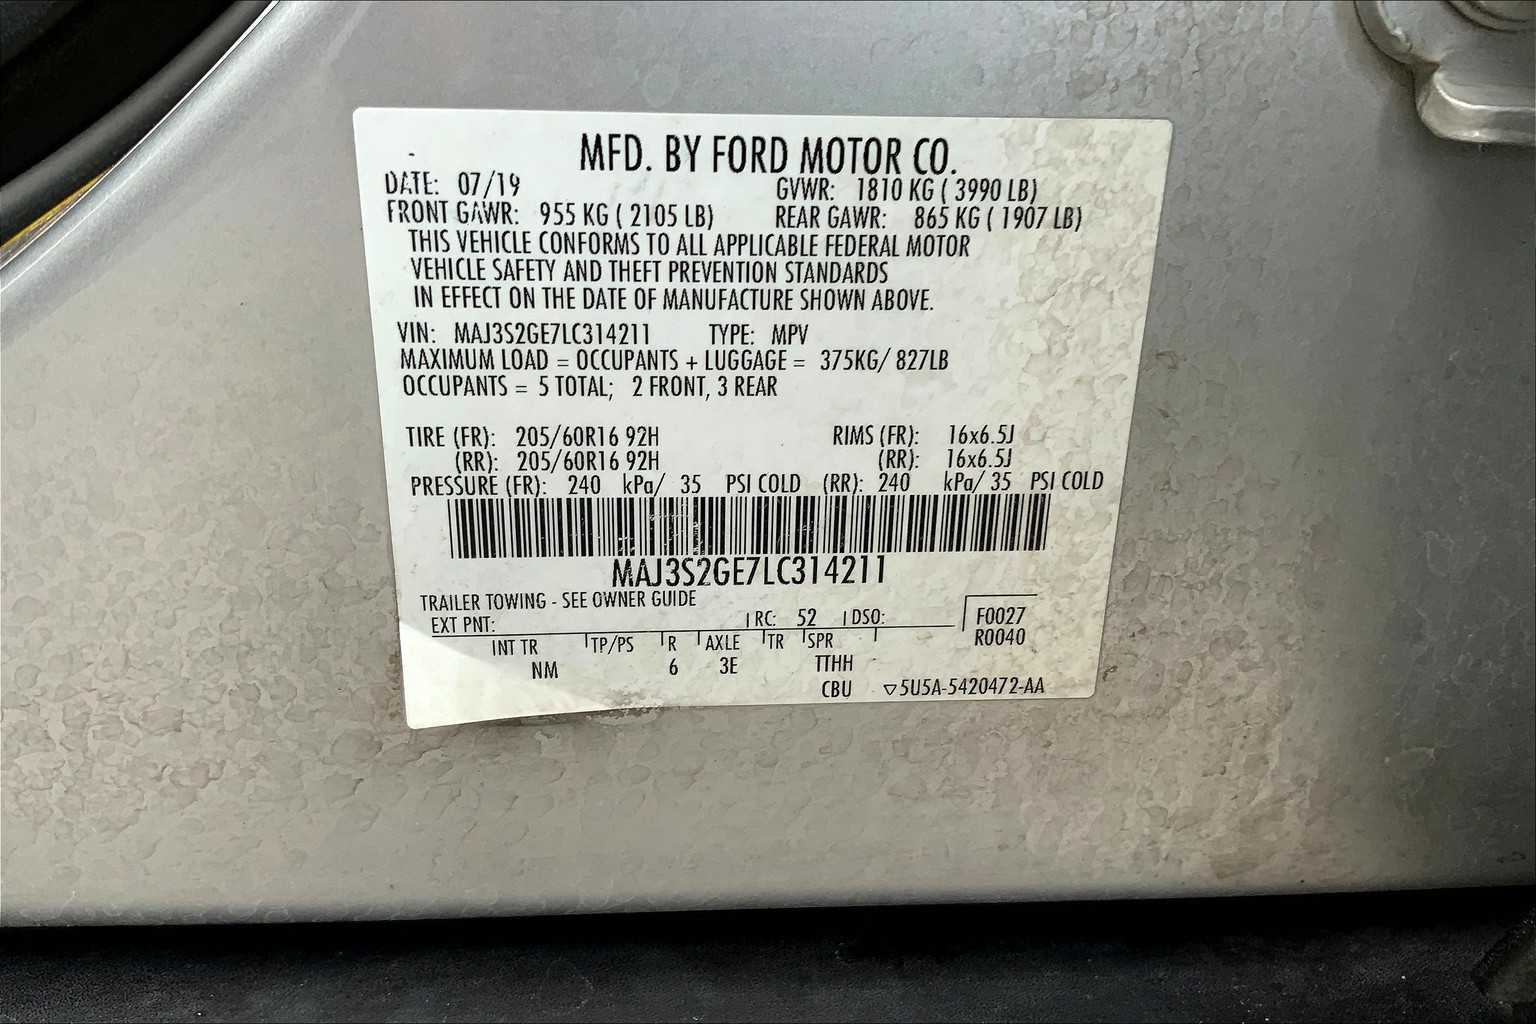 MFD. BY FORD MOTOR CO.
DATE: 07/19 GVWR: 1810 KG ( 3990 LB)
FRONT GAWR: 955 KG ( 2105 LB) REAR GAWR: 865 KG ( 1907 LB)
THIS VEHICLE CONFORMS TO ALL APPLICABLE FEDERAL MOTOR
VEHICLE SAFETY AND THEFT PREVENTION STANDARDS
IN EFFECT ON THE DATE OF MANUFACTURE SHOWN ABOVE.
VIN: MAJ3S2GE7LC314211 TYPE: MPV
MAXIMUM LOAD = OCCUPANTS + LUGGAGE = 375KG/ 827LB
OCCUPANTS = 5 TOTAL; 2 FRONT, 3 REAR
TIRE (FR): 205/60R16 92H RIMS (FR): 16x6.5J
(RR): 205/60R16 92H (RR): 16x6.5J
PRESSURE (FR): 240 kPa/ 35 PSI COLD (RR): 240 kPa/ 35 PSI COLD
MAJ3S2GE7LC314211
TRAILER TOWING - SEE OWNER GUIDE
EXT PNT: RC: 52 DSO: F0027
INT TR TP/PS R AXLE TR SPR R0040
NM 6 3E TTHH
CBU ▽5U5A-5420472-AA